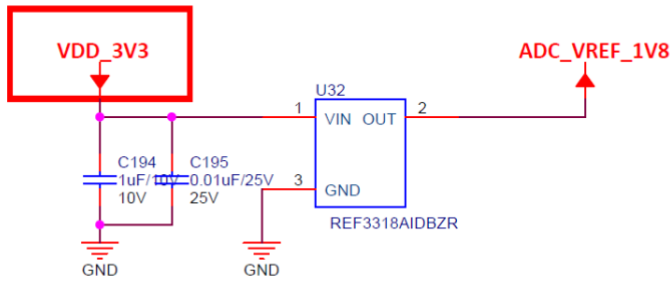 VDD_3V3
ADC_VREF_1V8
U32
1
VIN OUT
2
C194
1uF/10V
10V
C195
0.01uF/25V
25V
3
GND
REF3318AIDBZR
GND
GND